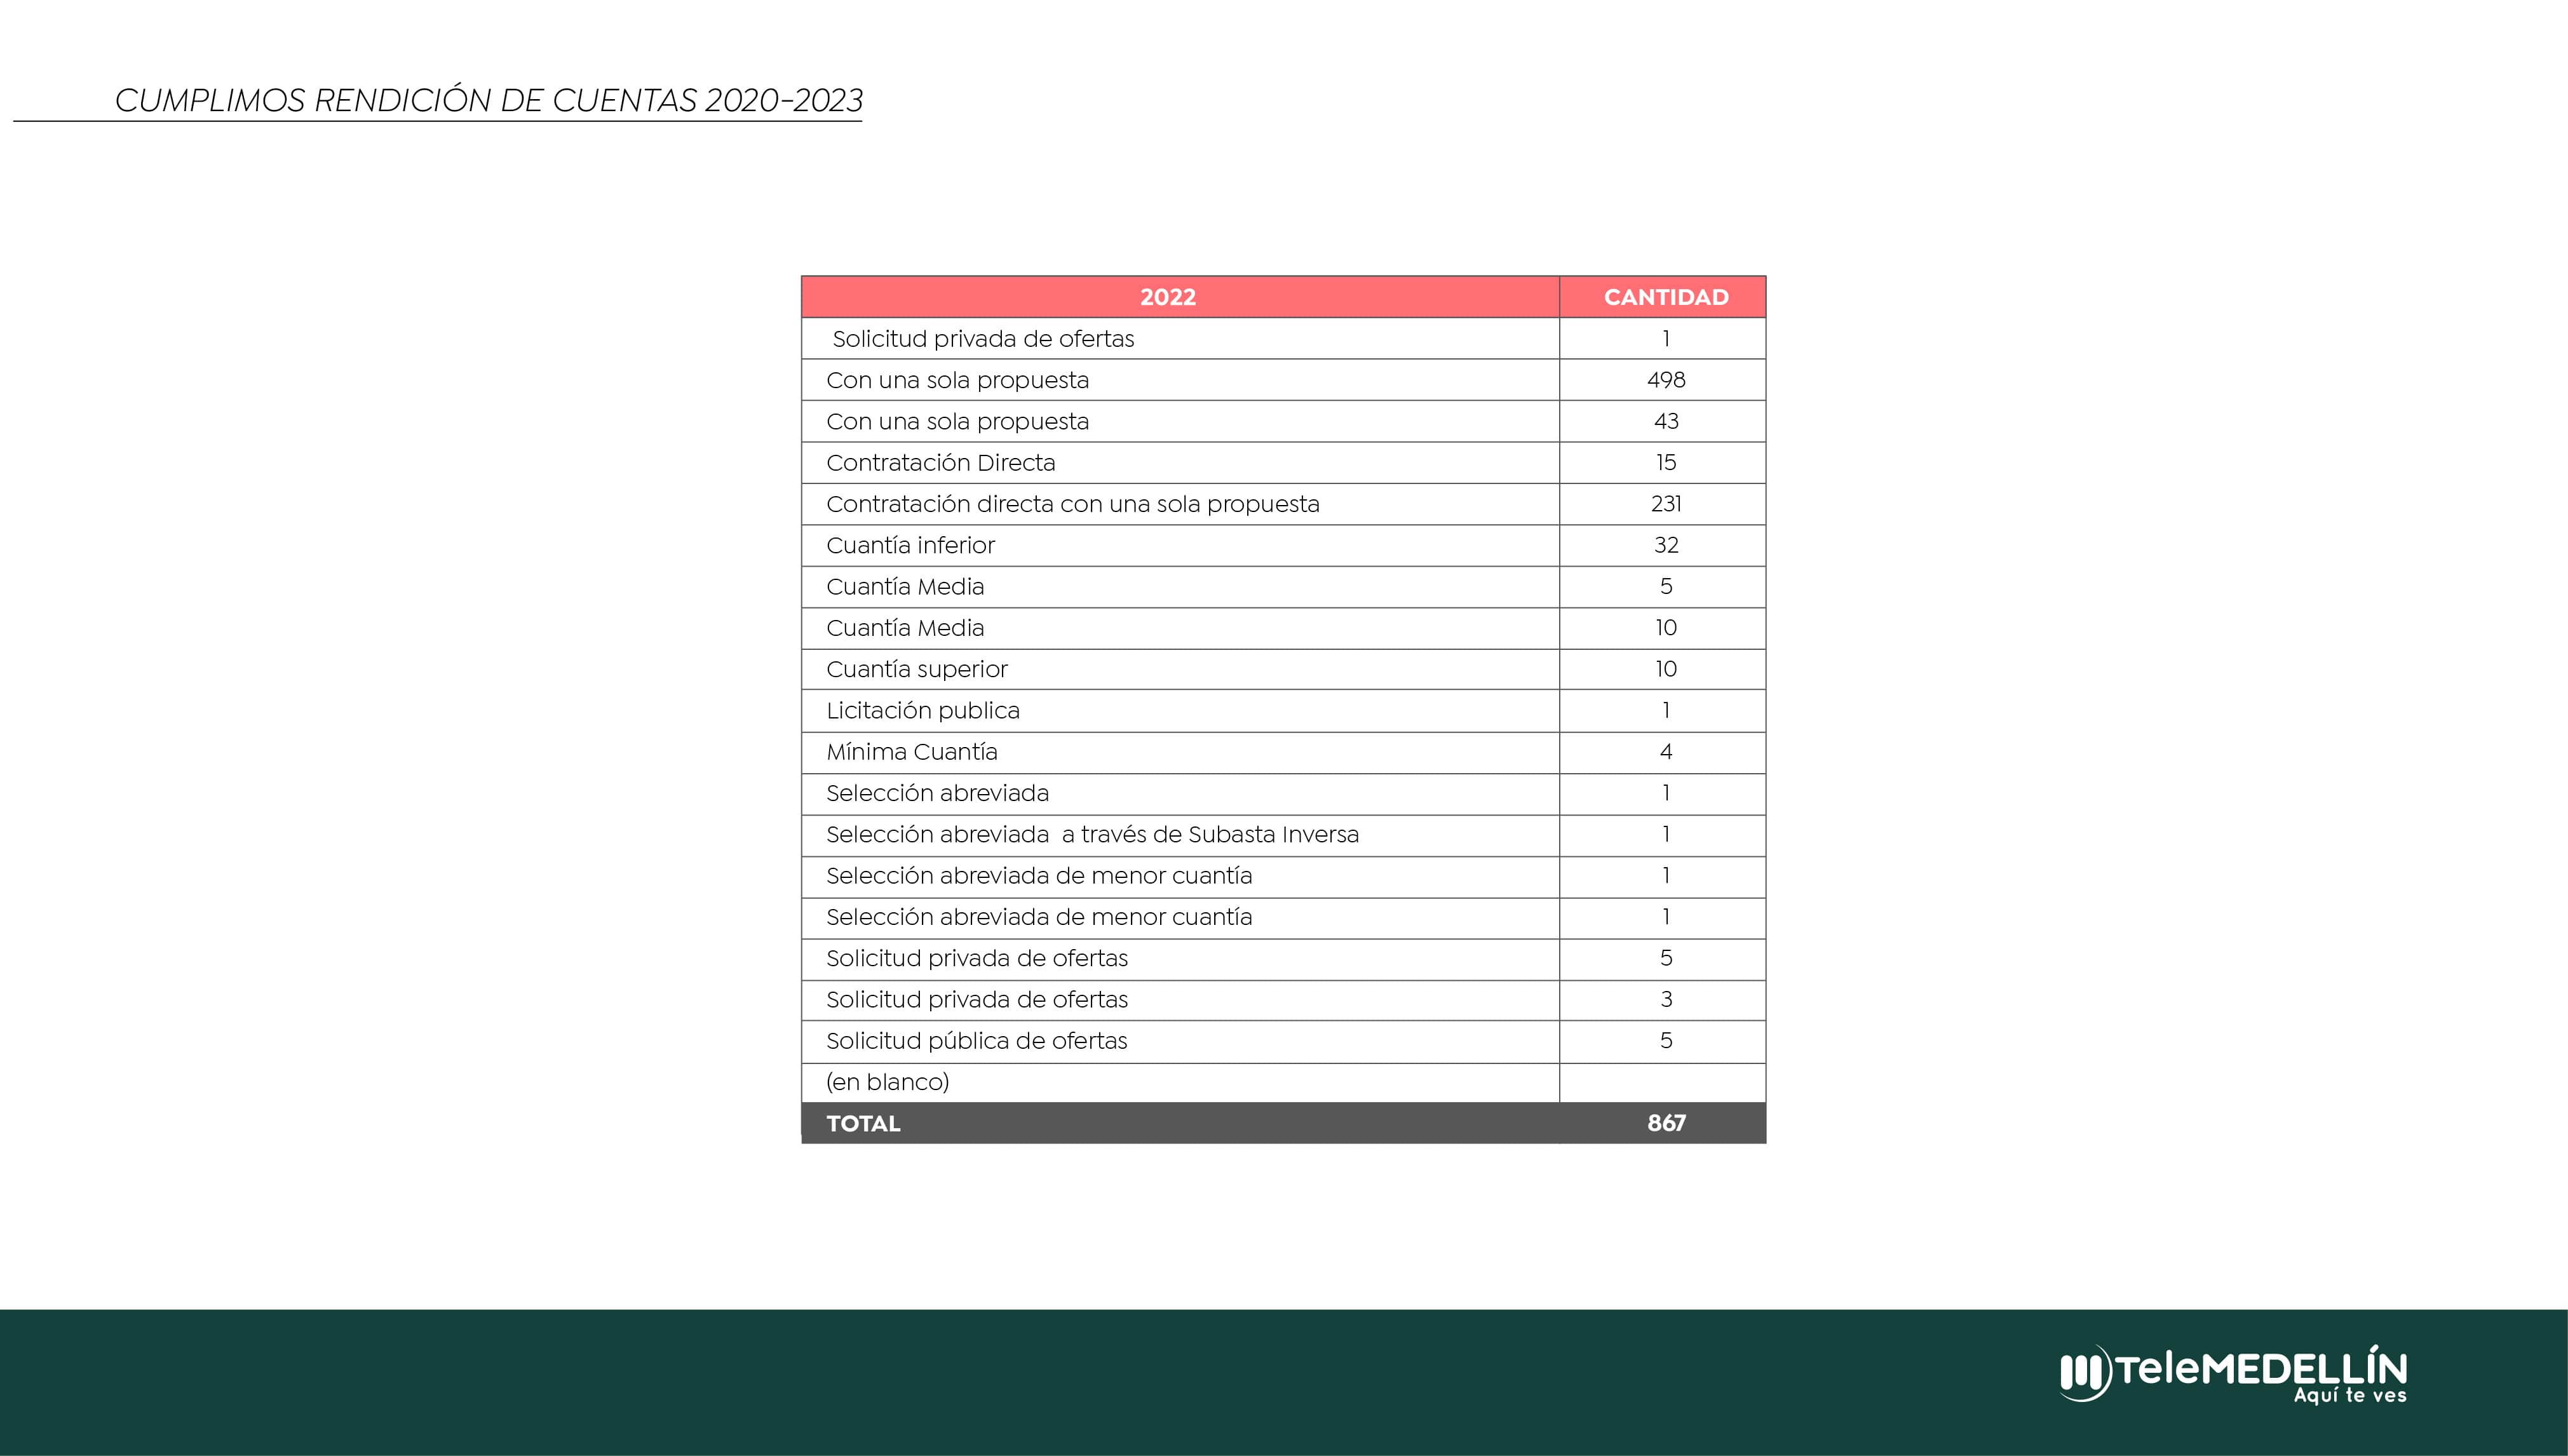 CUMPLIMOS RENDICIÓN DE CUENTAS 2020-2023
2022 CANTIDAD
Solicitud privada de ofertas 1
Con una sola propuesta 498
Con una sola propuesta 43
Contratación Directa 15
Contratación directa con una sola propuesta 231
Cuantía inferior 32
Cuantía Media 5
Cuantía Media 10
Cuantía superior 10
Licitación publica 1
Mínima Cuantía 4
Selección abreviada 1
Selección abreviada a través de Subasta Inversa 1
Selección abreviada de menor cuantía 1
Selección abreviada de menor cuantía 1
Solicitud privada de ofertas 5
Solicitud privada de ofertas 3
Solicitud pública de ofertas 5
(en blanco)
TOTAL 867
TeleMEDELLÍN
Aquí te ves